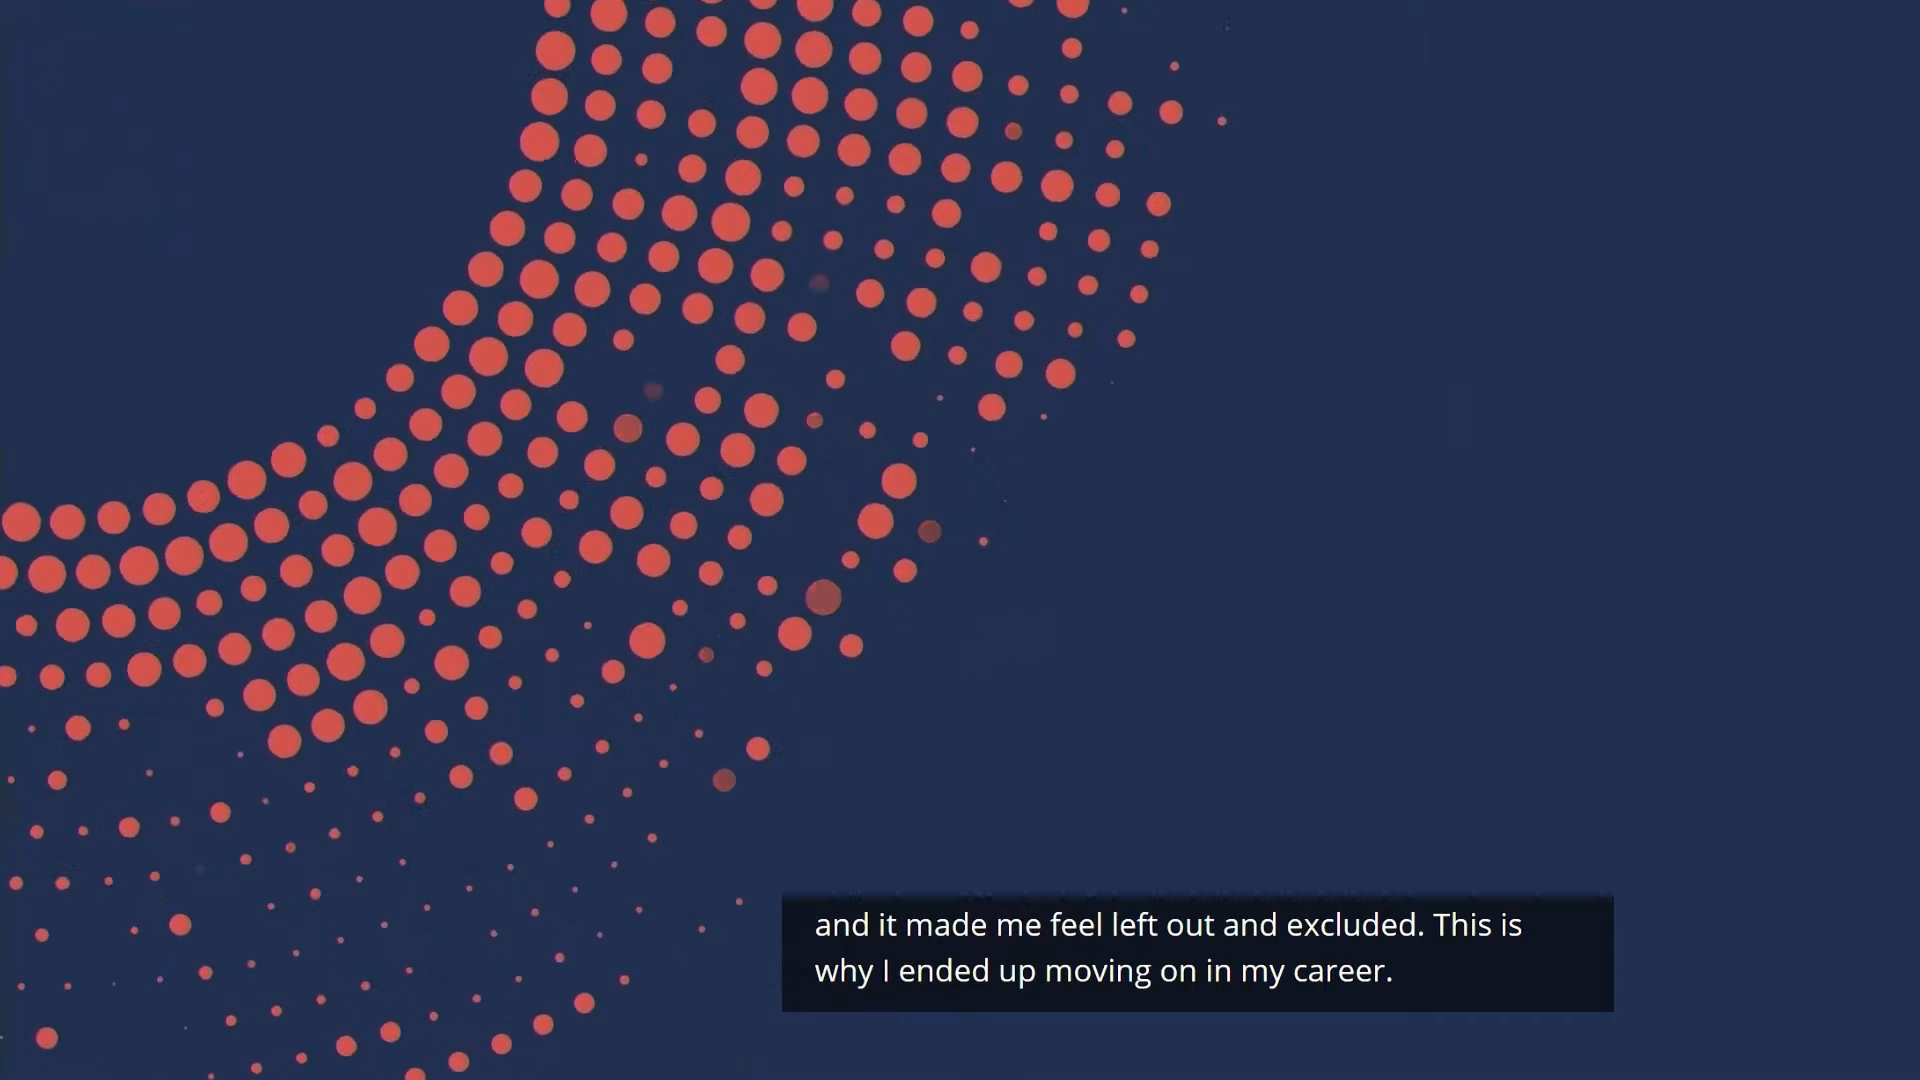 and it made me feel left out and excluded. This is
why I ended up moving on in my career.